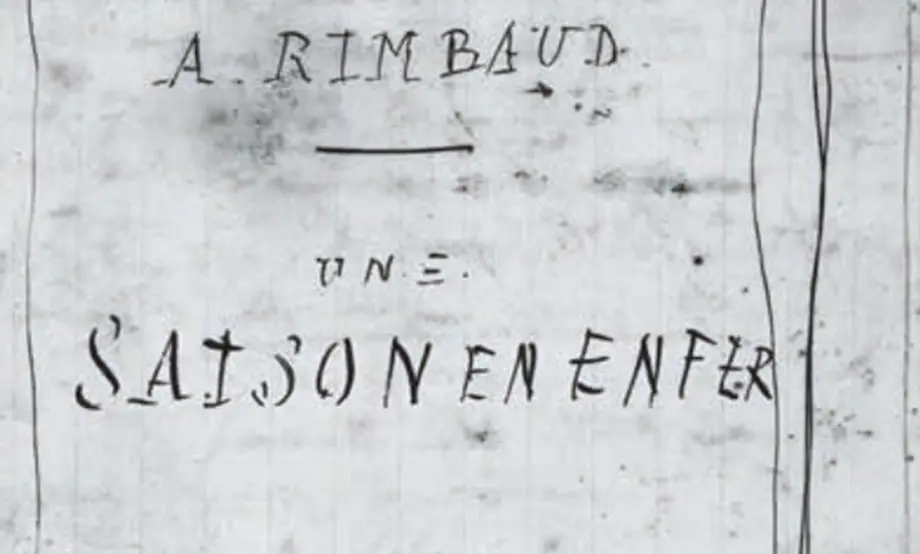 A. RIMBAUD.
UNE.
SAISON EN ENFER